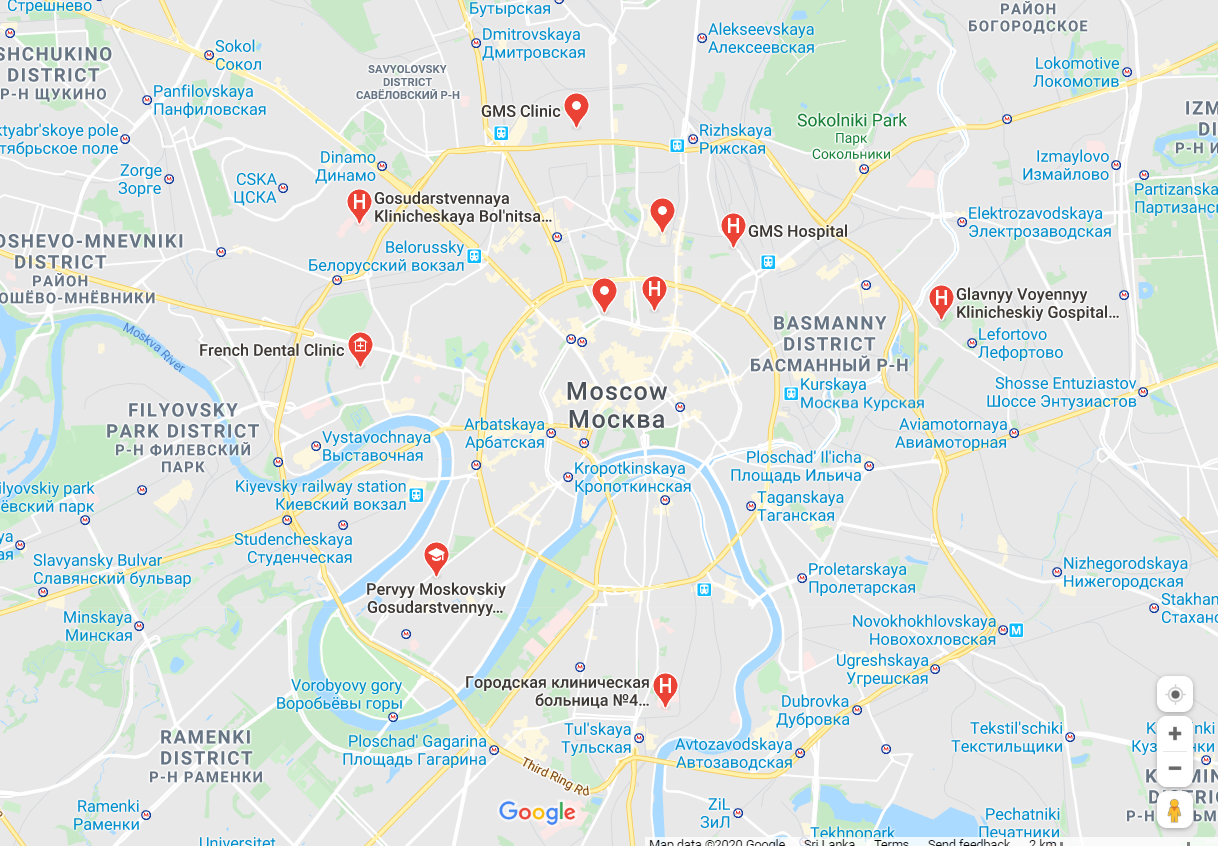 Стрешнево
Бутырская
РАЙОН
БОГОРОДСКОЕ
Dmitrovskaya
Дмитровская
Alekseevskaya
Алексеевская
SHCHUKINO
DISTRICT
Р-Н ЩУКИНО
Sokol
Сокол
SAVYOLOVSKY
DISTRICT
САВЁЛОВСКИЙ Р-Н
Lokomotive
Локомотив
Panfilovskaya
Панфиловская
GMS Clinic
Sokolniki Park
Парк
Сокольники
Rizhskaya
Рижская
ktyabr'skoye pole
тябрьское поле
Dinamo
Динамо
Izmaylovo
Измайлово
Zorge
Зорге
CSKA
ЦСКА
Partizanska
Партизанс
Gosudarstvennaya
Klinicheskaya Bol'nitsa...
GMS Hospital
Elektrozavodskaya
Электрозаводская
OSHEVO-MNEVNIKI
DISTRICT
РАЙОН
ОШЁВО-МНЁВНИКИ
Belorussky
Белорусский вокзал
Glavnyy Voyennyy
Klinicheskiy Gospital...
Moskva River
BASMANNY
DISTRICT
БАСМАННЫЙ Р-Н
Lefortovo
Лефортово
French Dental Clinic
Moscow
Москва
Kurskaya
Москва Курская
Shosse Entuziastov
Шоссе Энтузиастов
FILYOVSKY
PARK DISTRICT
Р-Н ФИЛЕВСКИЙ
ПАРК
Arbatskaya
Арбатская
Aviamotornaya
Авиамоторная
Vystavochnaya
Выставочная
Kropotkinskaya
Кропоткинская
Ploschad' Il'icha
Площадь Ильича
ilyovskiy park
ёвский парк
Kiyevsky railway station
Киевский вокзал
Taganskaya
Таганская
Studencheskaya
Студенческая
Slavyansky Bulvar
Славянский бульвар
Pervyy Moskovskiy
Gosudarstvennyy...
Proletarskaya
Пролетарская
Nizhegorodskaya
Нижегородская
Minskaya
Минская
Novokhokhlovskaya
Новохохловская
Stakhan
Стахано
Ugreshskaya
Угрешская
Городская клиническая
больница №4...
Vorobyovy gory
Воробьёвы горы
Dubrovka
Дубровка
Tul'skaya
Тульская
RAMENKI
DISTRICT
Р-Н РАМЕНКИ
Ploschad' Gagarina
Площадь Гагарина
Avtozavodskaya
Автозаводская
Tekstil'schiki
Текстильщики
Third Ring Rd
Ramenki
Раменки
Google
ZiL
ЗиЛ
Pechatniki
Печатники
Universitet
Tekhnopark
Map data ©2020 Google Sri Lanka Terms Send feedback 2 km